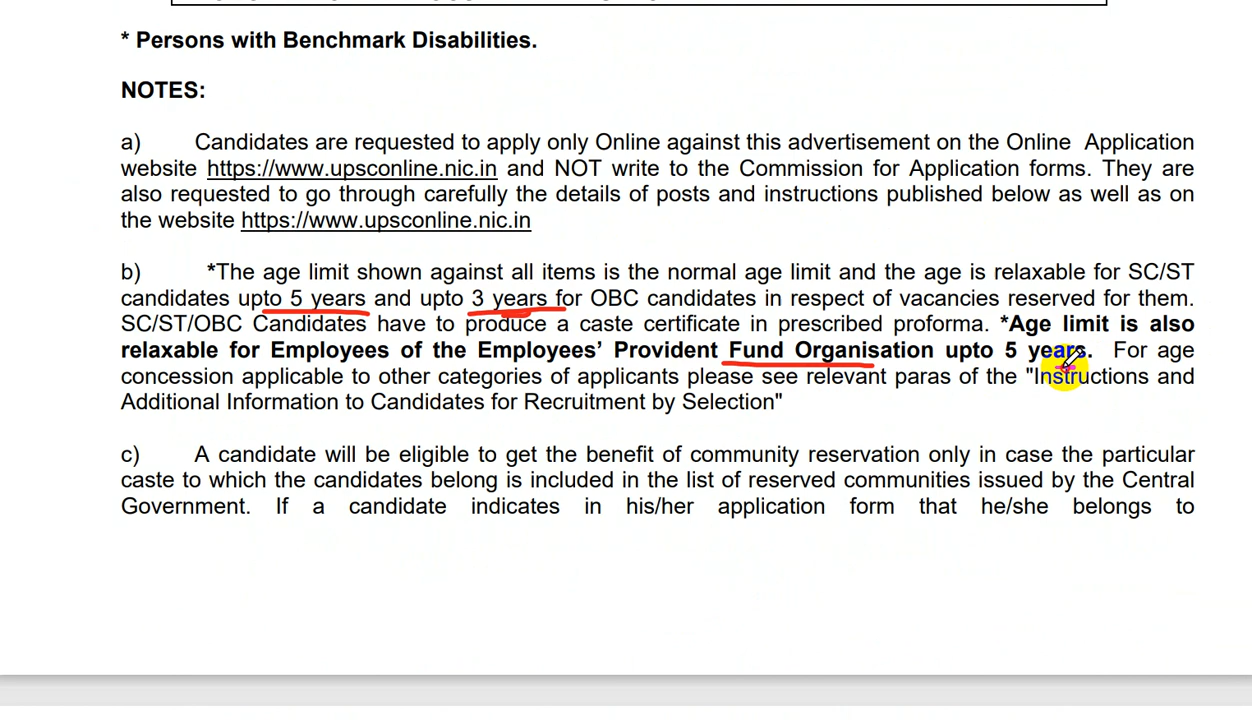 * Persons with Benchmark Disabilities.
NOTES:
a) Candidates are requested to apply only Online against this advertisement on the Online Application
website https://www.upsconline.nic.in and NOT write to the Commission for Application forms. They are
also requested to go through carefully the details of posts and instructions published below as well as on
the website https://www.upsconline.nic.in
b) *The age limit shown against all items is the normal age limit and the age is relaxable for SC/ST
candidates upto 5 years and upto 3 years for OBC candidates in respect of vacancies reserved for them.
SC/ST/OBC Candidates have to produce a caste certificate in prescribed proforma. *Age limit is also
relaxable for Employees of the Employees’ Provident Fund Organisation upto 5 years. For age
concession applicable to other categories of applicants please see relevant paras of the "Instructions and
Additional Information to Candidates for Recruitment by Selection"
c) A candidate will be eligible to get the benefit of community reservation only in case the particular
caste to which the candidates belong is included in the list of reserved communities issued by the Central
Government. If a candidate indicates in his/her application form that he/she belongs to